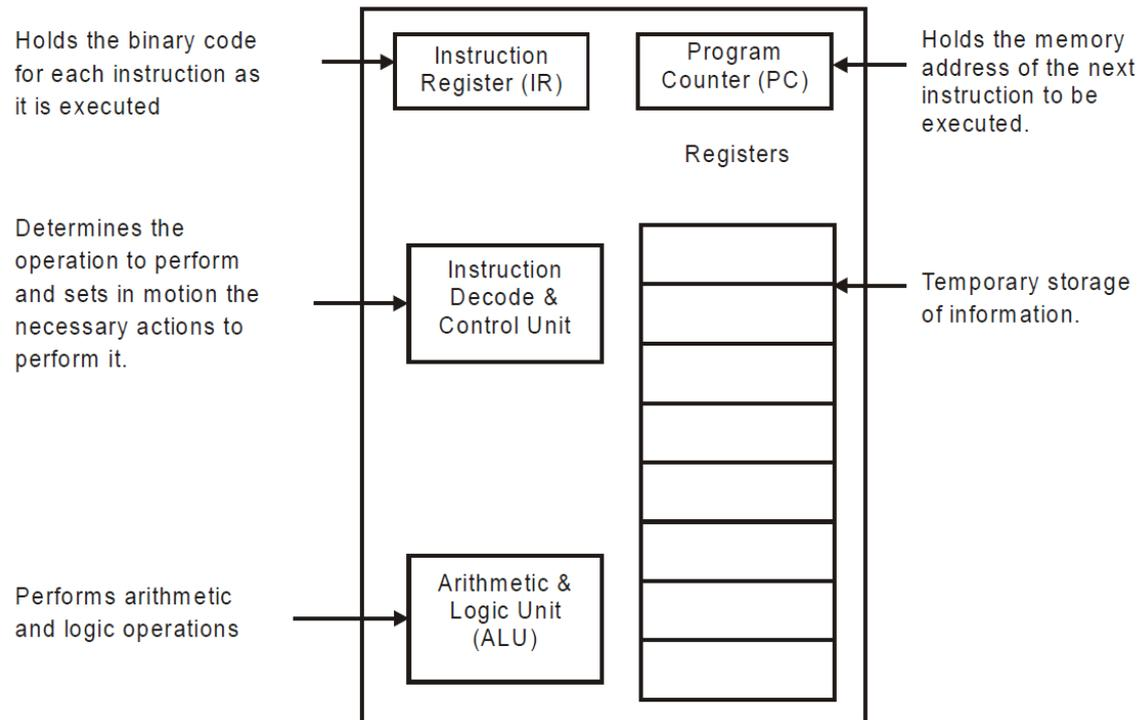 Holds the binary code
for each instruction as
it is executed
Instruction
Register (IR)
Program
Counter (PC)
Holds the memory
address of the next
instruction to be
executed.
Registers
Determines the
operation to perform
and sets in motion the
necessary actions to
perform it.
Instruction
Decode &
Control Unit
Temporary storage
of information.
Performs arithmetic
and logic operations
Arithmetic &
Logic Unit
(ALU)